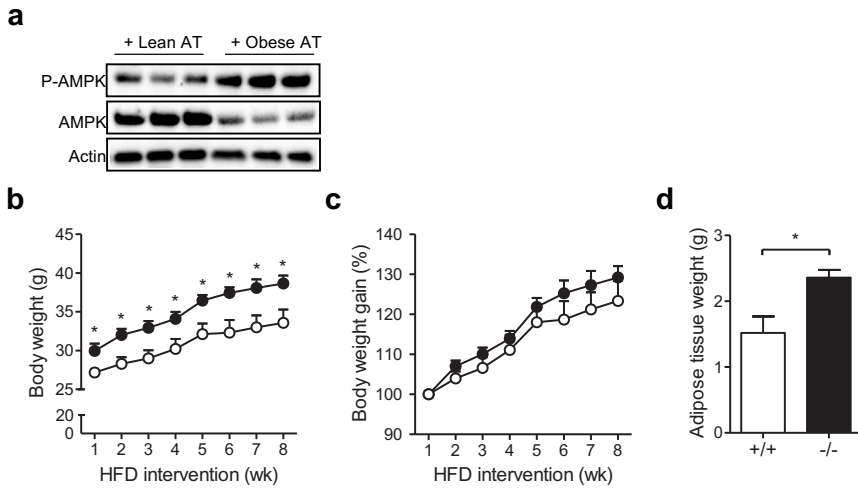 a
+ Lean AT + Obese AT
P-AMPK
AMPK
Actin
b
Body weight (g)
45
40
35
30
25
20
0
* * * * * * * *
1 2 3 4 5 6 7 8
HFD intervention (wk)
c
Body weight gain (%)
140
130
120
110
100
90
1 2 3 4 5 6 7 8
HFD intervention (wk)
d
Adipose tissue weight (g)
3
2
1
0
*
+/+ -/-